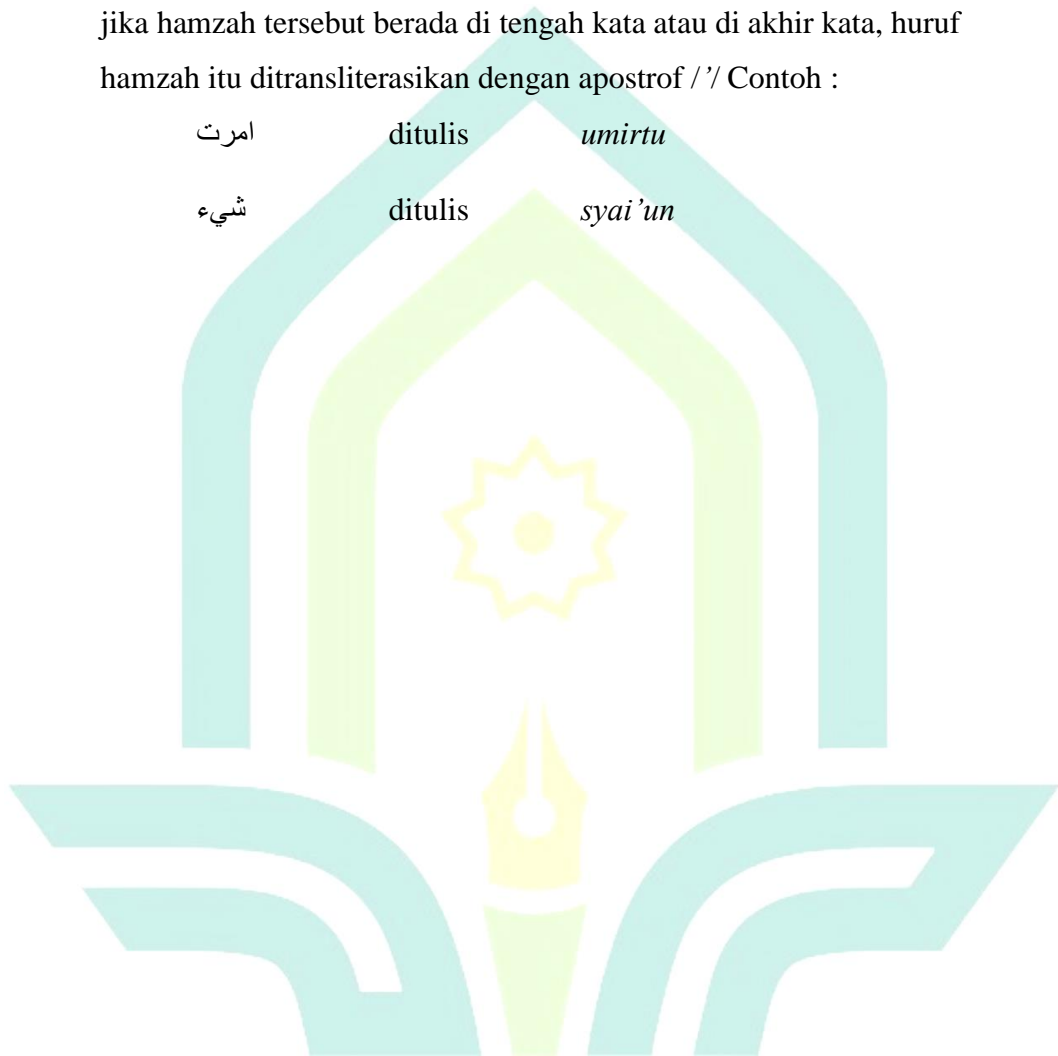 jika hamzah tersebut berada di tengah kata atau di akhir kata, huruf
hamzah itu ditransliterasikan dengan apostrof /’/ Contoh :
امرت ditulis umirtu
شيء ditulis syai’un